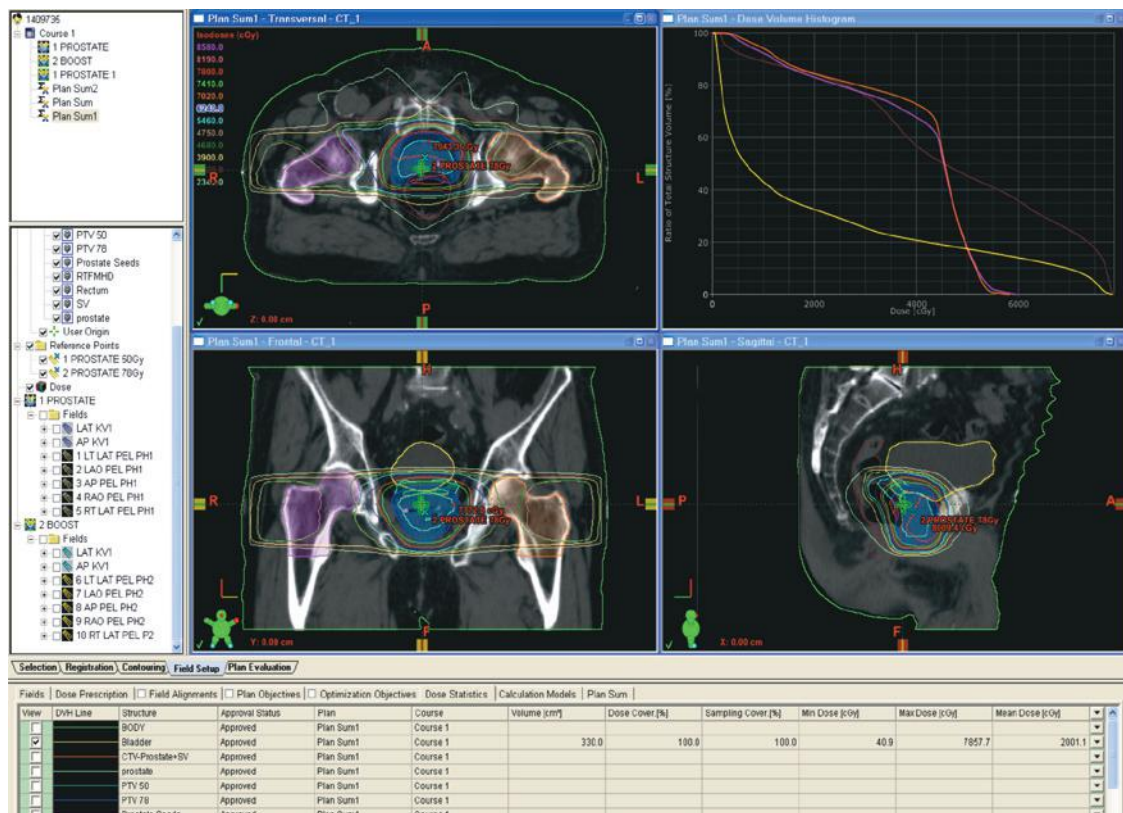 1409736
Course 1
1 PROSTATE
2 BOOST
1 PROSTATE 1
Plan Sum2
Plan Sum
Plan Sum1
PTV 50
PTV 78
Prostate Seeds
RTFMHD
Rectum
SV
prostate
User Origin
Reference Points
1 PROSTATE 50Gy
2 PROSTATE 78Gy
Dose
1 PROSTATE
Fields
LAT KV1
AP KV1
1 LT LAT PEL PH1
2 LAO PEL PH1
3 AP PEL PH1
4 RAO PEL PH1
5 RT LAT PEL PH1
2 BOOST
Fields
LAT KV1
AP KV1
6 LT LAT PEL PH2
7 LAO PEL PH2
8 AP PEL PH2
9 RAO PEL PH2
10 RT LAT PEL P2
Plan Sum1 - Transversal - CT_1
Isodoses (cGy)
8580.0
8190.0
7800.0
7410.0
7020.0
6240.0
5460.0
4750.0
4680.0
3900.0
A
R
L
P
PROSTATE 78Gy
Z: 0.00 cm
Plan Sum1 - Dose Volume Histogram
Ratio of Total Structure Volume [%]
100
80
60
40
20
0
0 2000 4000 6000
Dose [cGy]
Plan Sum1 - Frontal - CT_1
H
R
L
F
2 PROSTATE 78Gy
Y: 0.00 cm
Plan Sum1 - Sagittal - CT_1
H
P
A
F
2 PROSTATE 78Gy
X: 0.00 cm
Selection Registration Contouring Field Setup Plan Evaluation
Fields Dose Prescription Field Alignments Plan Objectives Optimization Objectives Dose Statistics Calculation Models Plan Sum
View DVH Line Structure Approval Status Plan Course Volume [cm³] Dose Cover.[%] Sampling Cover.[%] Min Dose [cGy] Max Dose [cGy] Mean Dose [cGy]
BODY Approved Plan Sum1 Course 1
Bladder Approved Plan Sum1 Course 1 330.0 100.0 100.0 40.9 7857.7 2001.1
CTV-Prostate+SV Approved Plan Sum1 Course 1
prostate Approved Plan Sum1 Course 1
PTV 50 Approved Plan Sum1 Course 1
PTV 78 Approved Plan Sum1 Course 1